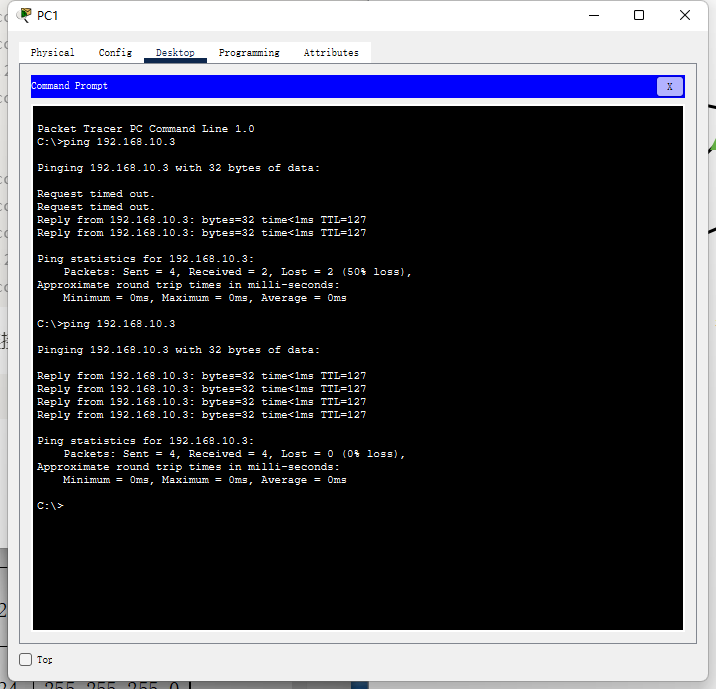 PC1
Physical Config Desktop Programming Attributes
Command Prompt X
Packet Tracer PC Command Line 1.0
C:\>ping 192.168.10.3
Pinging 192.168.10.3 with 32 bytes of data:
Request timed out.
Request timed out.
Reply from 192.168.10.3: bytes=32 time<1ms TTL=127
Reply from 192.168.10.3: bytes=32 time<1ms TTL=127
Ping statistics for 192.168.10.3:
Packets: Sent = 4, Received = 2, Lost = 2 (50% loss),
Approximate round trip times in milli-seconds:
Minimum = 0ms, Maximum = 0ms, Average = 0ms
C:\>ping 192.168.10.3
Pinging 192.168.10.3 with 32 bytes of data:
Reply from 192.168.10.3: bytes=32 time<1ms TTL=127
Reply from 192.168.10.3: bytes=32 time<1ms TTL=127
Reply from 192.168.10.3: bytes=32 time<1ms TTL=127
Reply from 192.168.10.3: bytes=32 time<1ms TTL=127
Ping statistics for 192.168.10.3:
Packets: Sent = 4, Received = 4, Lost = 0 (0% loss),
Approximate round trip times in milli-seconds:
Minimum = 0ms, Maximum = 0ms, Average = 0ms
C:\>
Top